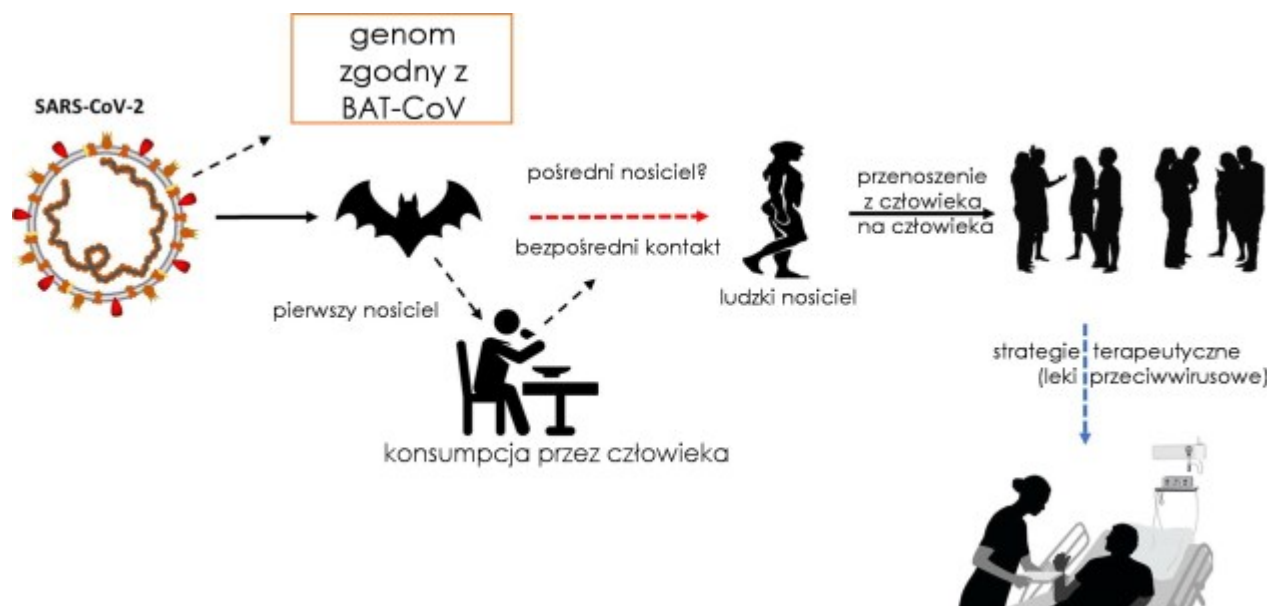 genom
zgodny z
BAT-CoV
SARS-CoV-2
pośredni nosiciel?
bezpośredni kontakt
przenoszenie
z człowieka
na człowieka
pierwszy nosiciel
ludzki nosiciel
konsumpcja przez człowieka
strategie terapeutyczne
(leki przeciwwirusowe)